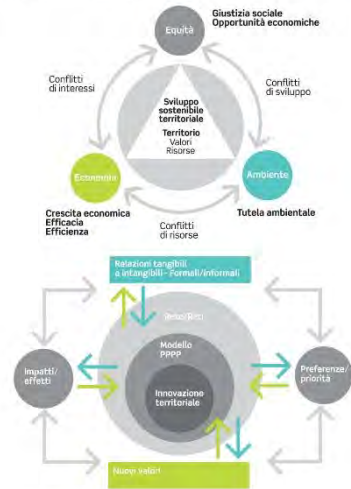 Equità
Giustizia sociale
Opportunità economiche
Conflitti
di interessi
Conflitti
di sviluppo
Sviluppo
sostenibile
territoriale
Territorio
Valori
Risorse
Economia
Ambiente
Crescita economica
Efficacia
Efficienza
Conflitti
di risorse
Tutela ambientale
Relazioni tangibili
o intangibili- Formali/informali
Modello
PPPP
Impatti/
effetti
Preferenze/
priorità
Innovazione
territoriale
Nuovi valori